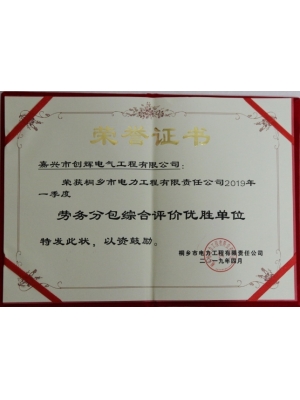 荣誉证书
嘉兴市创辉电气工程有限公司：
荣获桐乡市电力工程有限责任公司2019年
一季度
劳务分包综合评价优胜单位
特发此状，以资鼓励。
桐乡市电力工程有限责任公司
二〇一九年四月